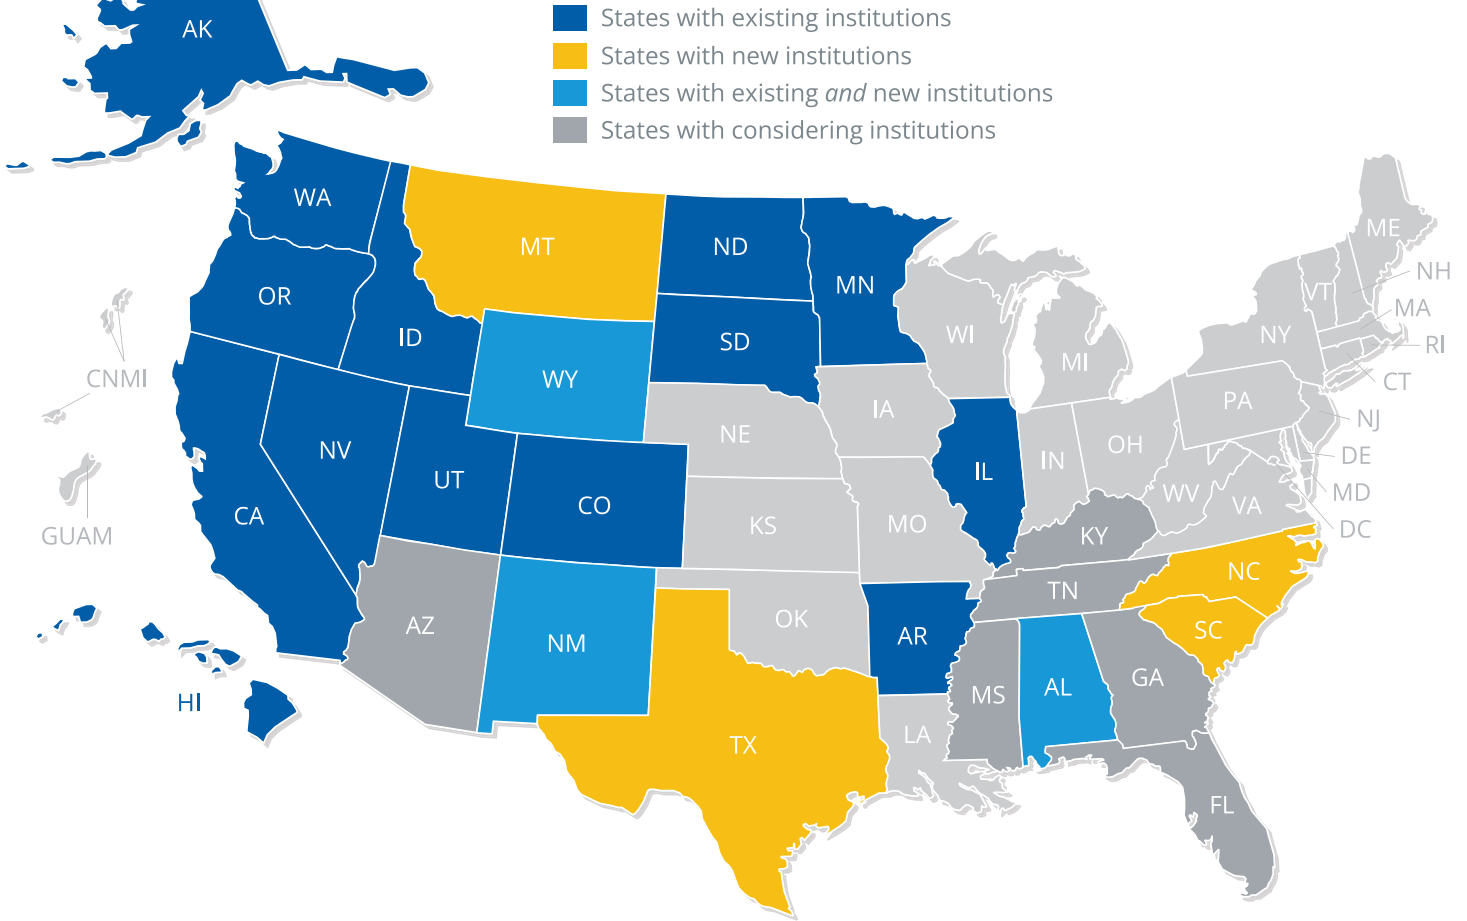 States with existing institutions
AK
States with new institutions
States with existing and new institutions
States with considering institutions
WA
MT
ND
MN
OR
ID
SD
WY
ME
NH
VT
MA
NY
WI
RI
MI
CT
CNMI
PA
IA
NJ
NE
OH
NV
IN
DE
UT
IL
MD
WV
CO
VA
CA
KS
MO
DC
GUAM
KY
NC
TN
AZ
OK
SC
AR
NM
GA
AL
MS
HI
LA
TX
FL